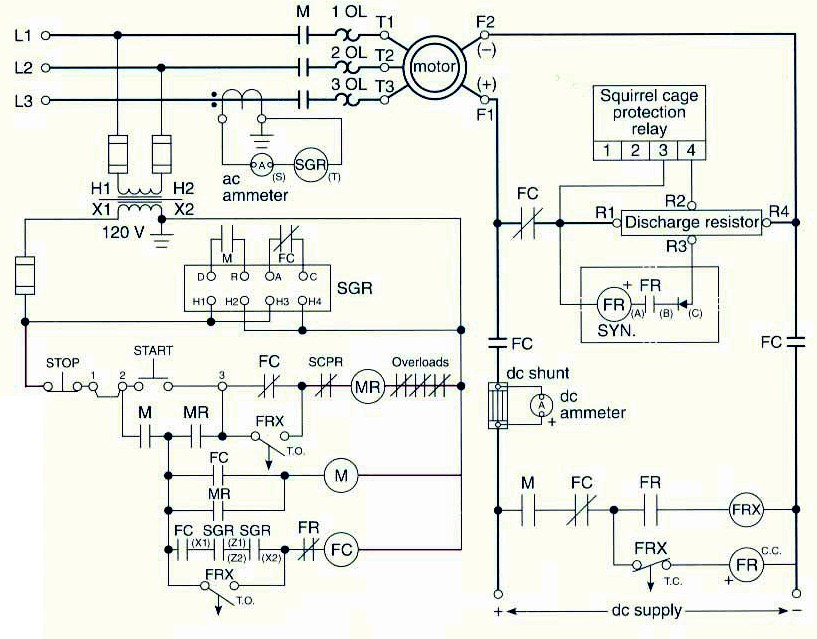 M 1 OL T1 F2
L1
(−)
L2 2 OL T2 motor
(+)
L3 3 OL T3
F1
Squirrel cage
protection
relay
1 2 3 4
A (S) SGR (T)
ac
ammeter
H1 H2
X1 X2
120 V
FC
R1 R2 Discharge resistor R4
R3
M FC
D R A C
SGR
H1 H2 H3 H4
+ FR
FR (A) (B) (C)
SYN.
FC FC
STOP 1 2 START 3 FC SCPR MR Overloads
dc shunt
A dc
ammeter
+
M MR FRX
T.O.
FC M
MR
M FC FR FRX
FC (X1) SGR (Z1) (Z2) SGR (X2) FR FC
FRX T.C. FR C.C.
+
FRX T.O.
+ dc supply −